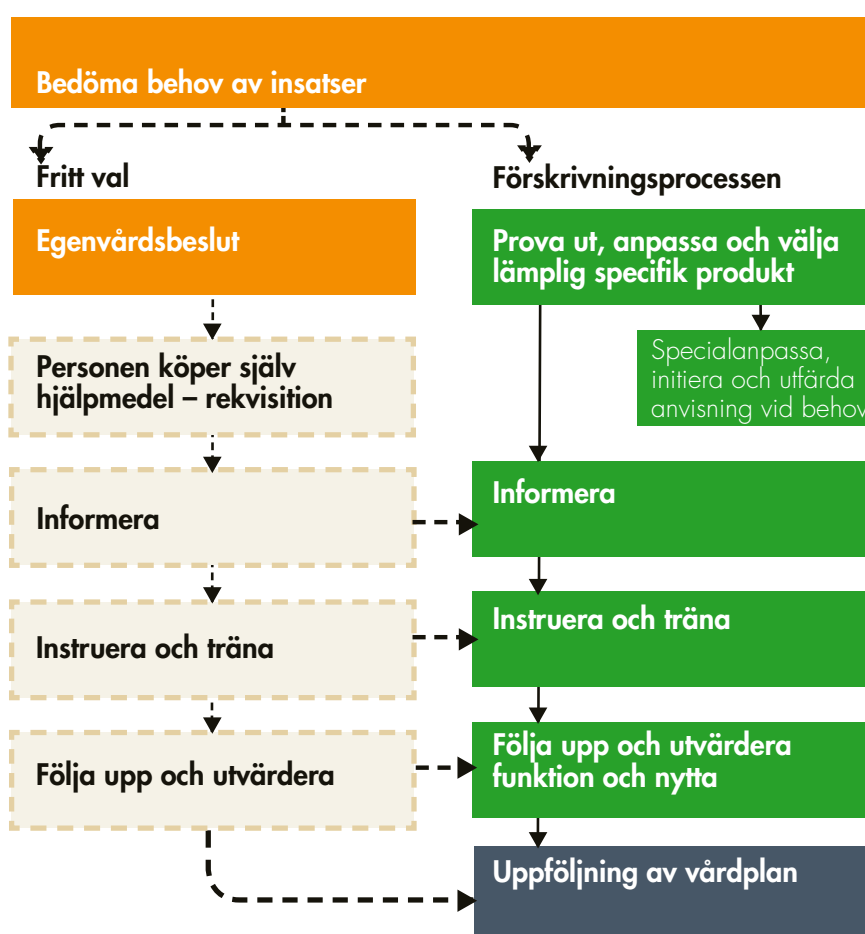 Bedöma behov av insatser
Fritt val
Egenvårdsbeslut
Personen köper själv
hjälpmedel – rekvisition
Informera
Instruera och träna
Följa upp och utvärdera
Förskrivningsprocessen
Prova ut, anpassa och välja
lämplig specifik produkt
Specialanpassa,
initiera och utfärda
anvisning vid behov
Informera
Instruera och träna
Följa upp och utvärdera
funktion och nytta
Uppföljning av vårdplan